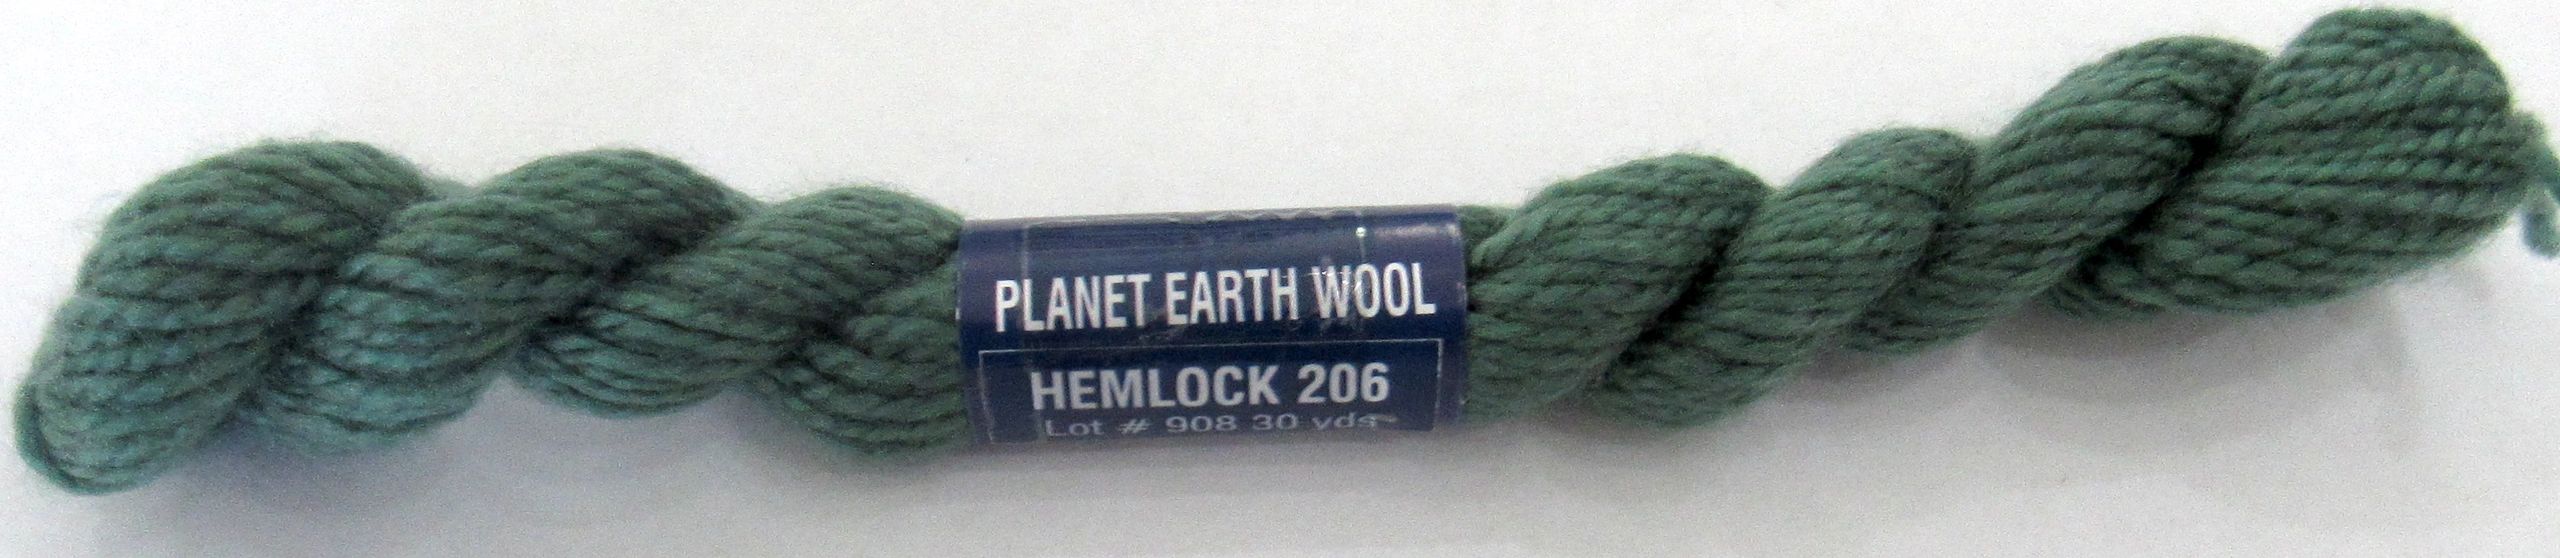 PLANET EARTH WOOL
HEMLOCK 206
Lot # 908 30 yds